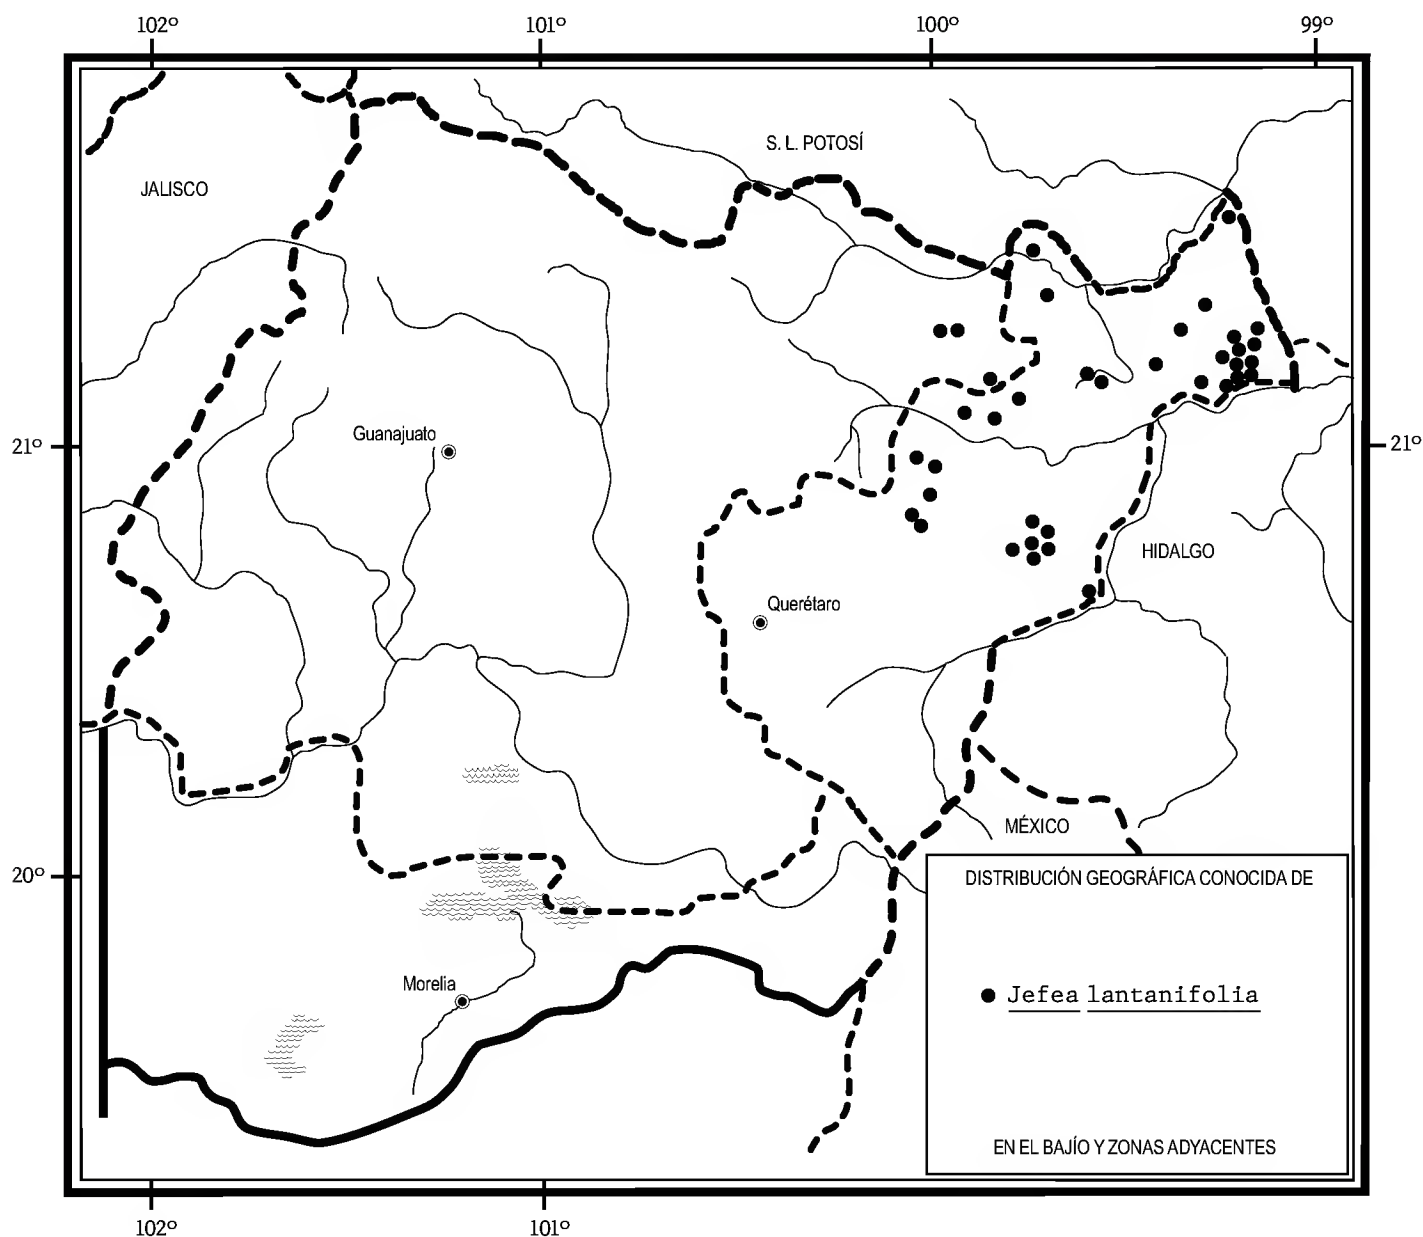 102º 101º 100º 99º
S. L. POTOSÍ
JALISCO
Guanajuato
21º 21º
HIDALGO
Querétaro
MÉXICO
20º
DISTRIBUCIÓN GEOGRÁFICA CONOCIDA DE
Morelia
Jefea lantanifolia
EN EL BAJÍO Y ZONAS ADYACENTES
102º 101º